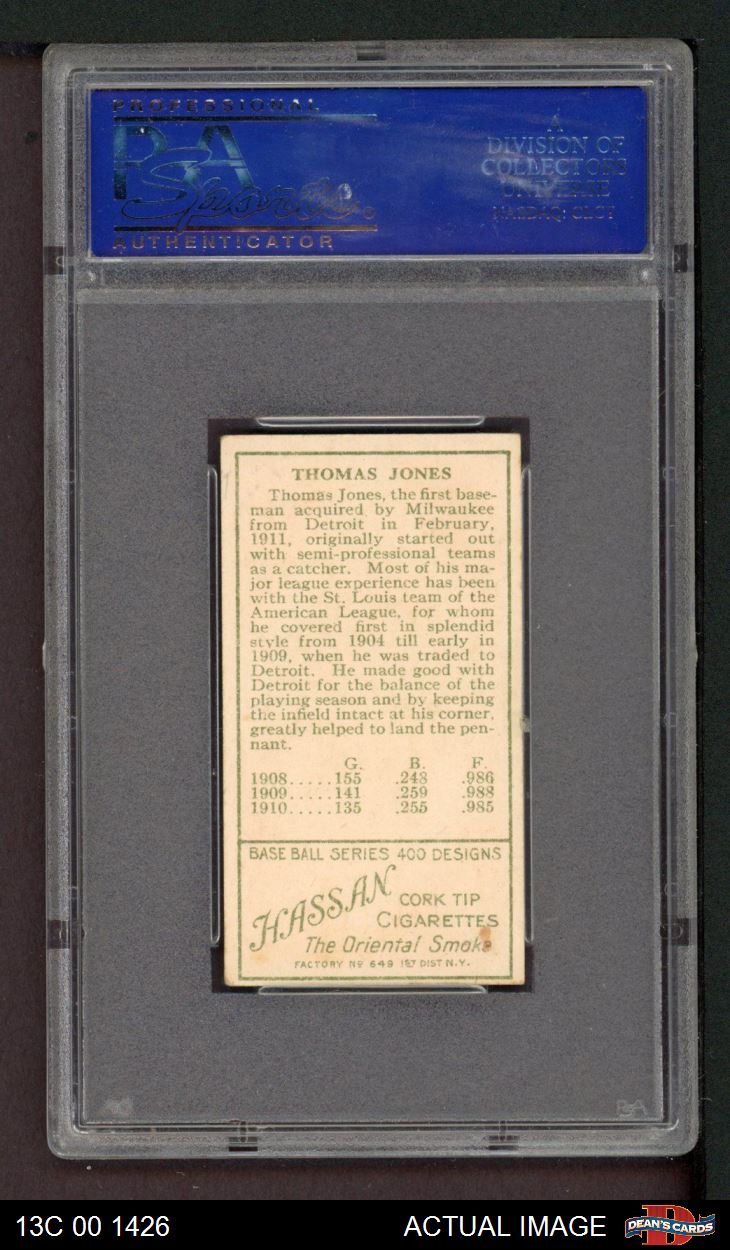 PROFESSIONAL
PSA
Sports
AUTHENTICATOR
A
DIVISION OF
COLLECTORS
UNIVERSE
NASDAQ: CLCT
THOMAS JONES
Thomas Jones, the first base-
man acquired by Milwaukee
from Detroit in February,
1911, originally started out
with semi-professional teams
as a catcher. Most of his ma-
jor league experience has been
with the St. Louis team of the
American League, for whom
he covered first in splendid
style from 1904 till early in
1909, when he was traded to
Detroit. He made good with
Detroit for the balance of the
playing season and by keeping
the infield intact at his corner,
greatly helped to land the pen-
nant.
G. B. F.
1908.....155 .248 .986
1909.....141 .259 .988
1910.....135 .255 .985
BASE BALL SERIES 400 DESIGNS
HASSAN
CORK TIP
CIGARETTES
The Oriental Smoke
FACTORY Nº 649 1ST DIST N.Y.
PSA
13C 00 1426 ACTUAL IMAGE DEAN'S CARDS